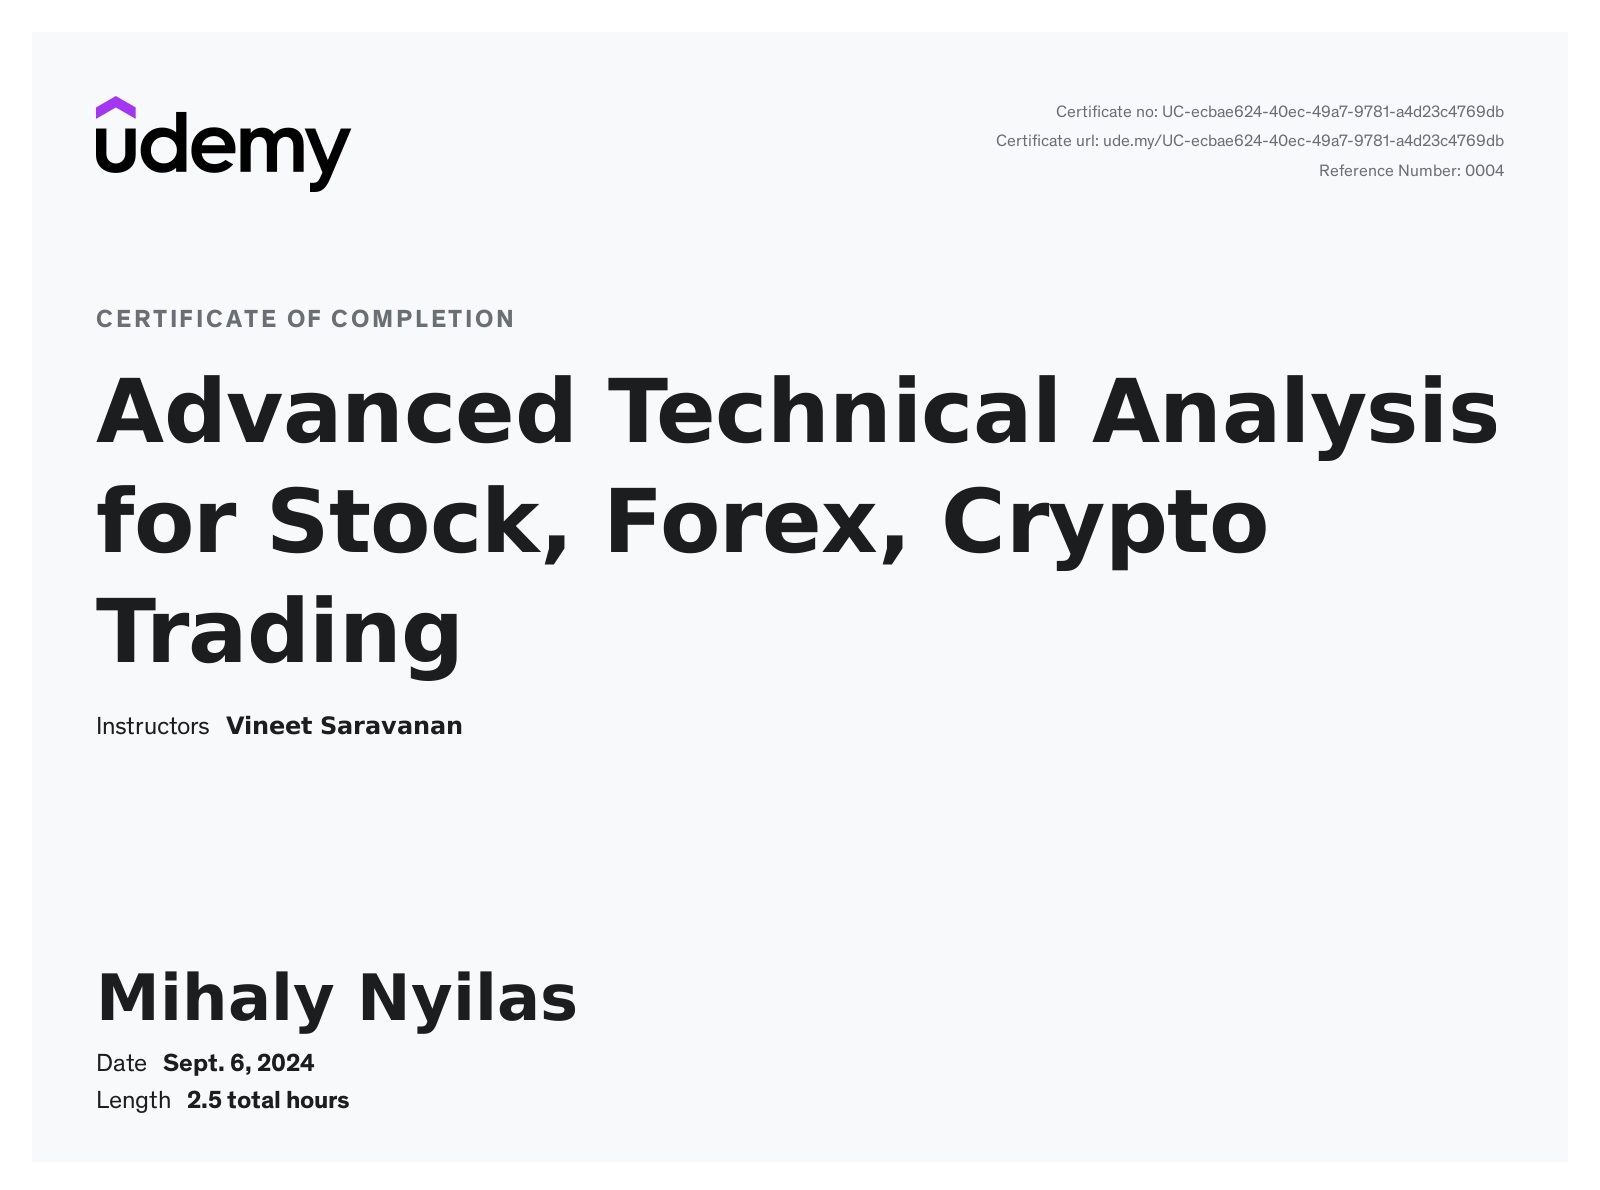 udemy
Certificate no: UC-ecbae624-40ec-49a7-9781-a4d23c4769db
Certificate url: ude.my/UC-ecbae624-40ec-49a7-9781-a4d23c4769db
Reference Number: 0004
CERTIFICATE OF COMPLETION
Advanced Technical Analysis
for Stock, Forex, Crypto
Trading
Instructors Vineet Saravanan
Mihaly Nyilas
Date Sept. 6, 2024
Length 2.5 total hours